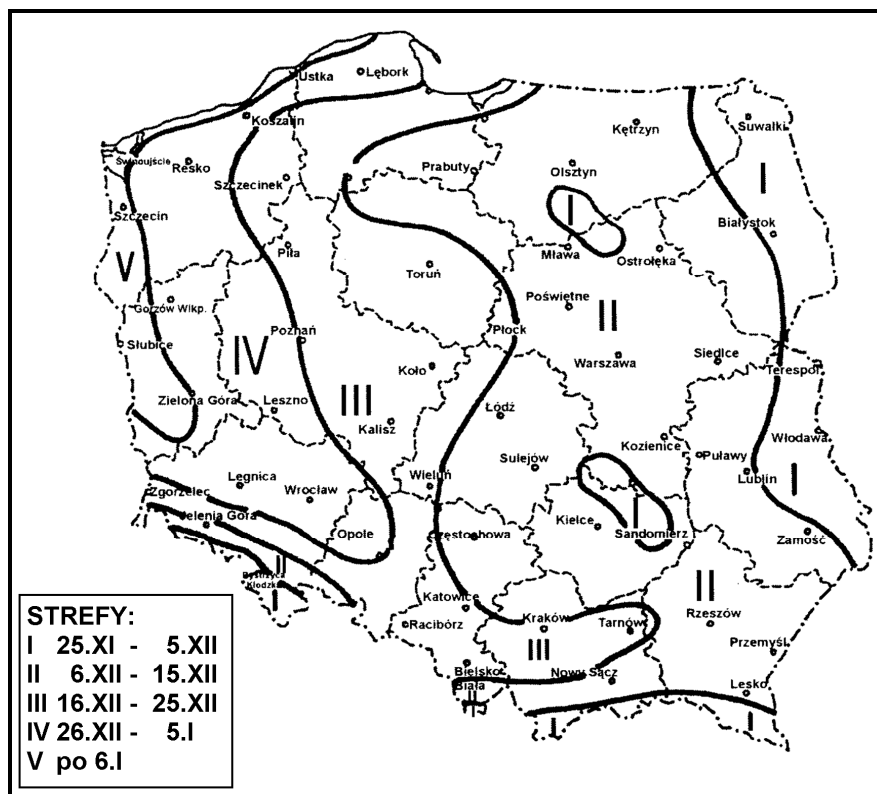 Ustka
Lębork
Koszalin
Kętrzyn
Suwałki
Świnoujście
Resko
Prabuty
Olsztyn
I
Szczecinek
Szczecin
I
Białystok
V
Piła
Toruń
Mława
Ostrołęka
Gorzów Wlkp.
Poświętne
II
Słubice
Poznań
Płock
IV
Warszawa
Siedlce
Koło
Terespol
Zielona Góra
Leszno
III
Łódź
Kalisz
Kozienice
Włodawa
Sulejów
Puławy
Legnica
Wieluń
Lublin
I
Zgorzelec
Wrocław
Jelenia Góra
Opole
Częstochowa
Kielce
I
Sandomierz
Zamość
II
Bystrzyca
Kłodzka
I
II
Katowice
Kraków
Tarnów
Rzeszów
Racibórz
III
Przemyśl
Bielsko
Biała
Nowy Sącz
Lesko
II
I
I
STREFY:
I 25.XI - 5.XII
II 6.XII - 15.XII
III 16.XII - 25.XII
IV 26.XII - 5.I
V po 6.I